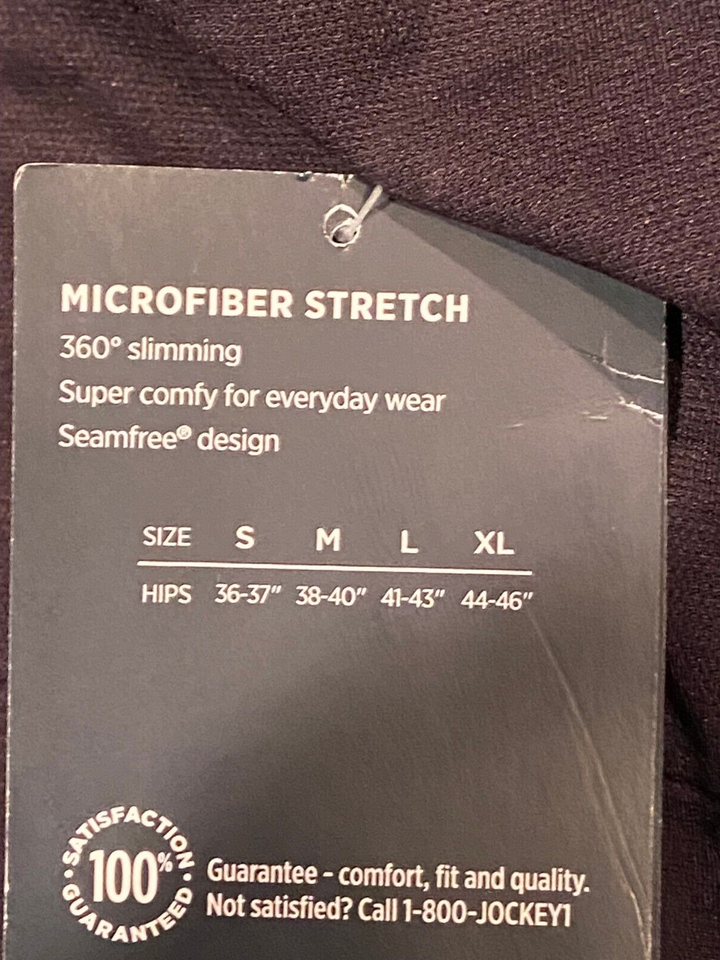 MICROFIBER STRETCH
360° slimming
Super comfy for everyday wear
Seamfree® design
SIZE S M L XL
HIPS 36-37" 38-40" 41-43" 44-46"
SATISFACTION
100%
GUARANTEED
Guarantee - comfort, fit and quality.
Not satisfied? Call 1-800-JOCKEY1